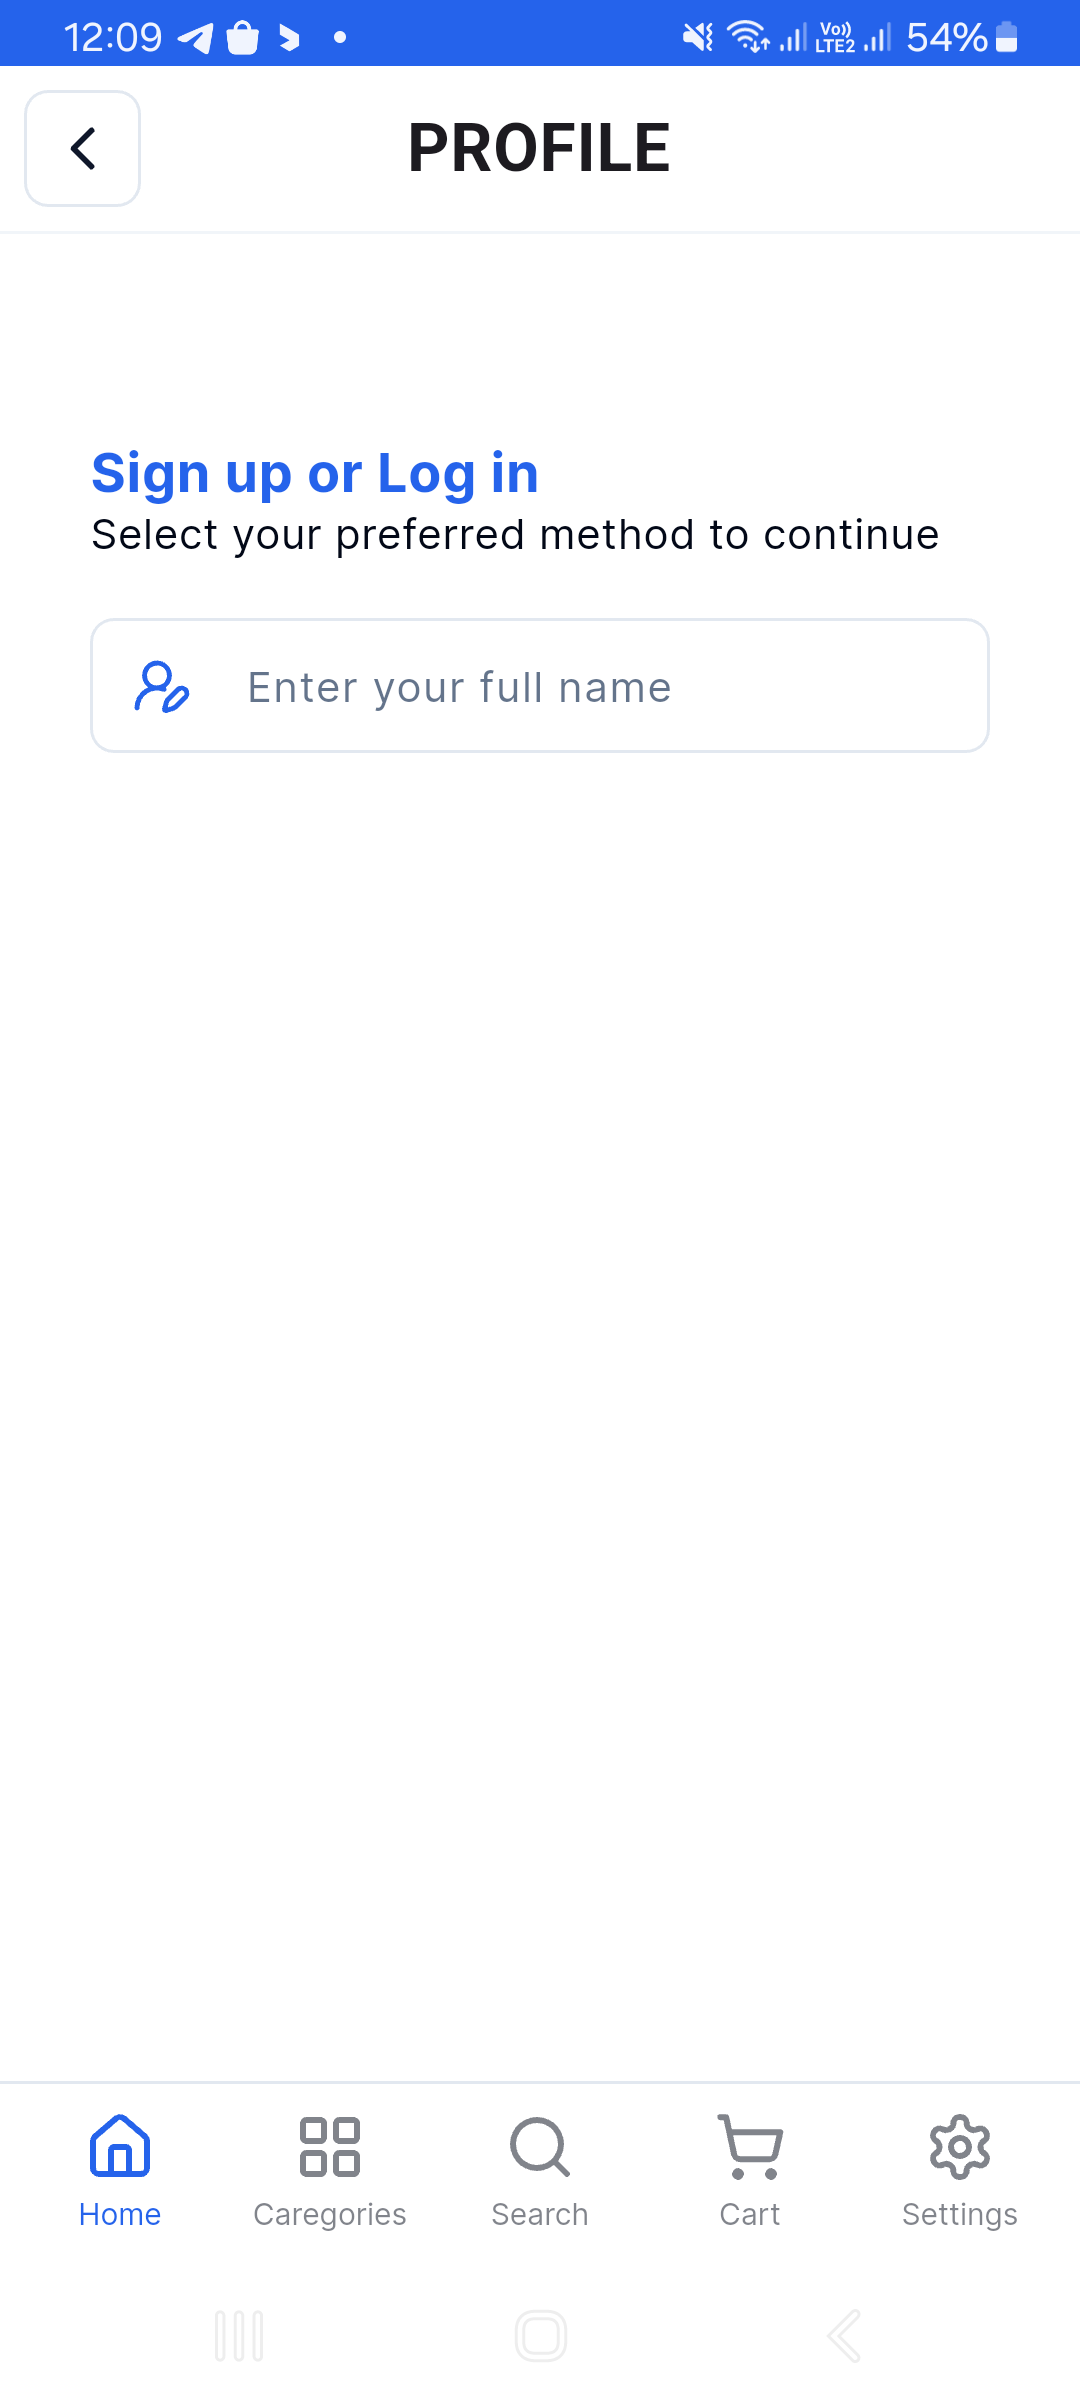 12:09
Vo)) LTE2 54%
PROFILE
Sign up or Log in
Select your preferred method to continue
Enter your full name
Home Caregories Search Cart Settings